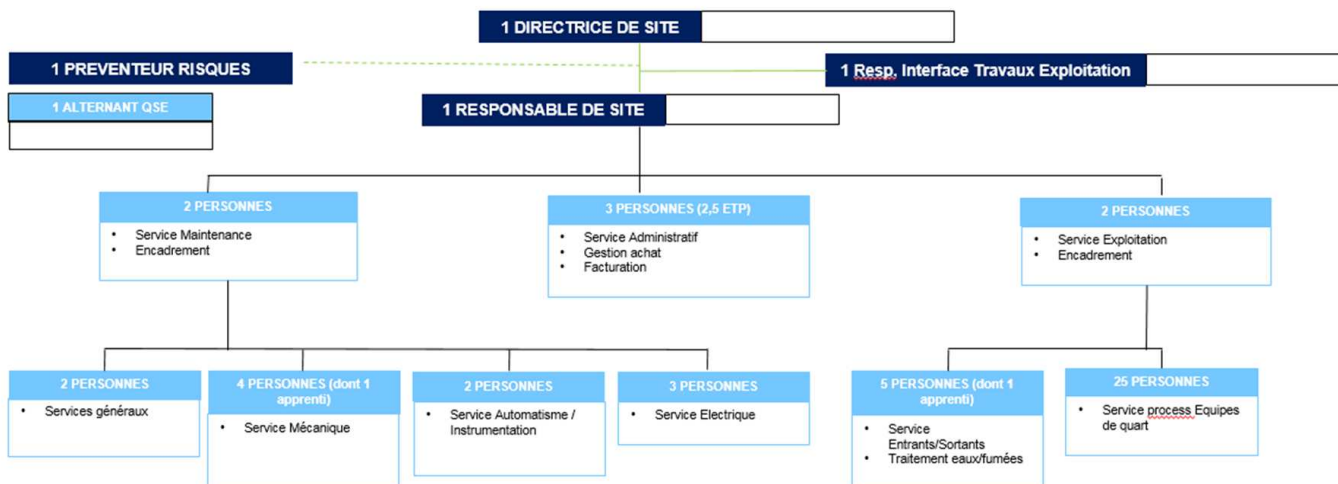 1 DIRECTRICE DE SITE
1 PREVENTEUR RISQUES
1 Resp. Interface Travaux Exploitation
1 ALTERNANT QSE
1 RESPONSABLE DE SITE
2 PERSONNES
• Service Maintenance
• Encadrement
3 PERSONNES (2,5 ETP)
• Service Administratif
• Gestion achat
• Facturation
2 PERSONNES
• Service Exploitation
• Encadrement
2 PERSONNES
• Services généraux
4 PERSONNES (dont 1
apprenti)
• Service Mécanique
2 PERSONNES
• Service Automatisme /
Instrumentation
3 PERSONNES
• Service Electrique
5 PERSONNES (dont 1
apprenti)
• Service
Entrants/Sortants
• Traitement eaux/fumées
25 PERSONNES
• Service process Equipes
de quart